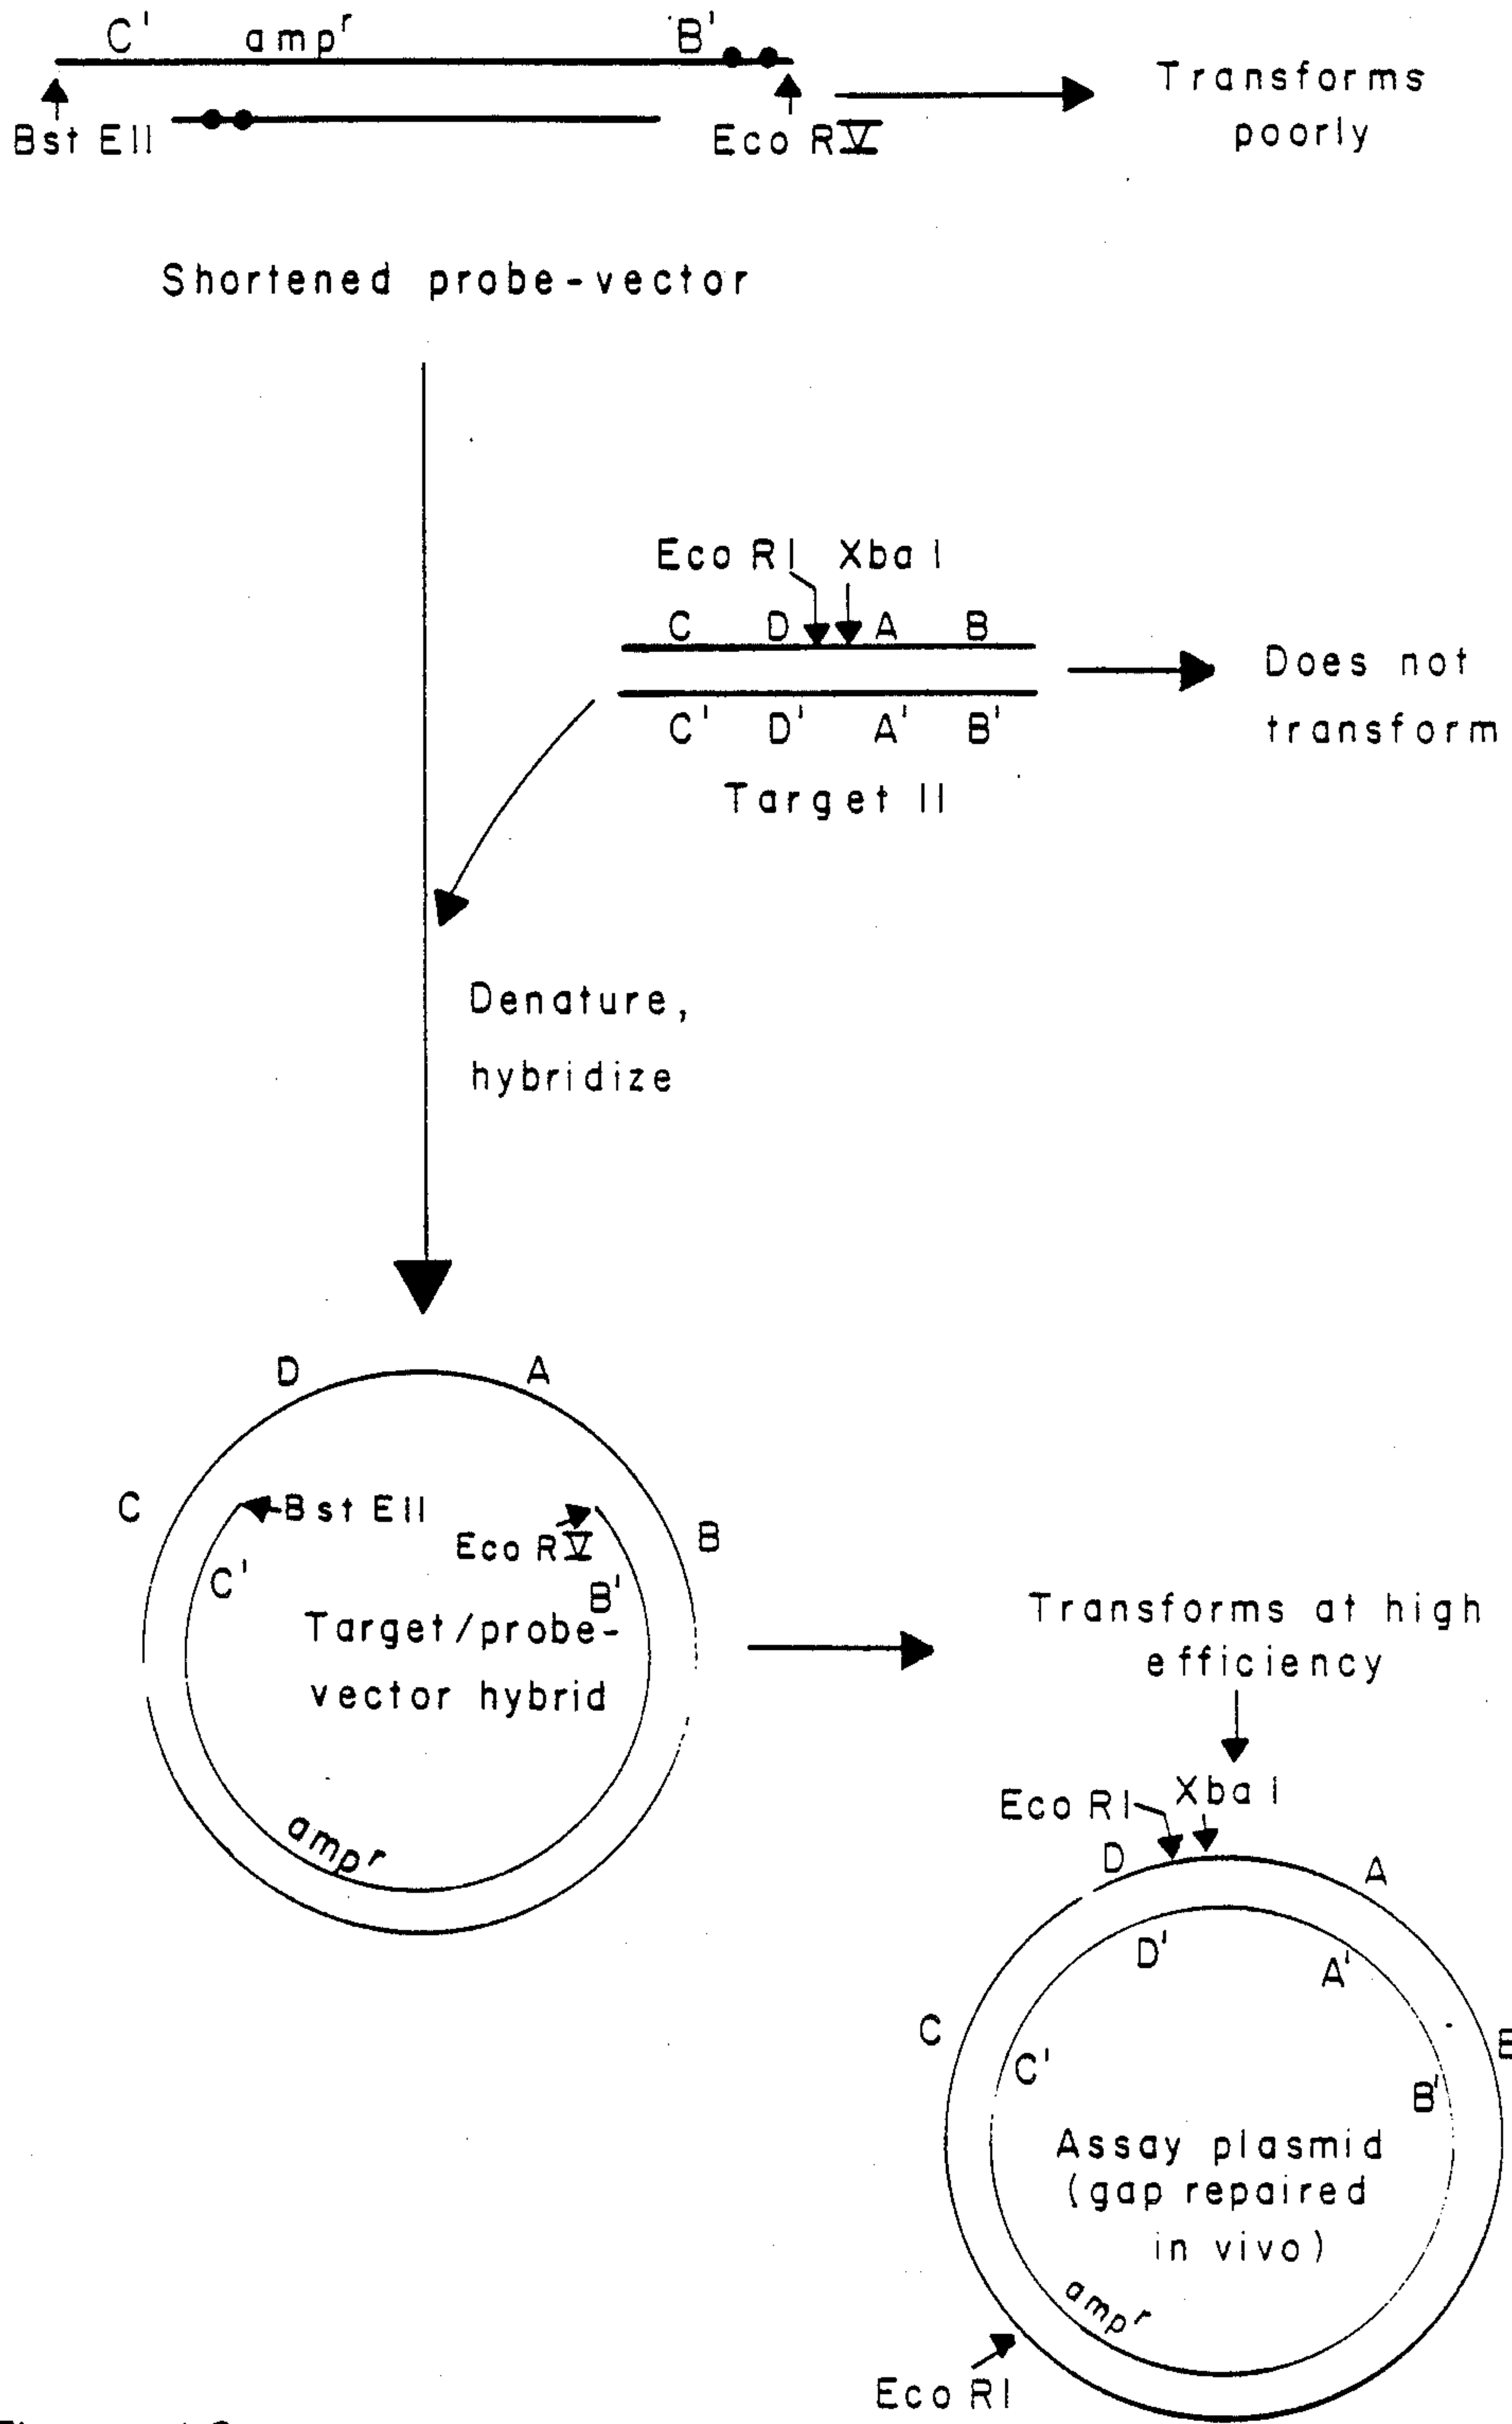 C' amp^r B'
Bst EII
Eco RV
Transforms
poorly
Shortened probe-vector
Eco RI Xba I
C D A B
C' D' A' B'
Target II
Does not
transform
Denature,
hybridize
D A
C B
Bst EII
Eco RV
C' B'
Target/probe-
vector hybrid
amp^r
Transforms at high
efficiency
Eco RI Xba I
D A
D' A'
C B
C' B'
Assay plasmid
(gap repaired
in vivo)
amp^r
Eco RI